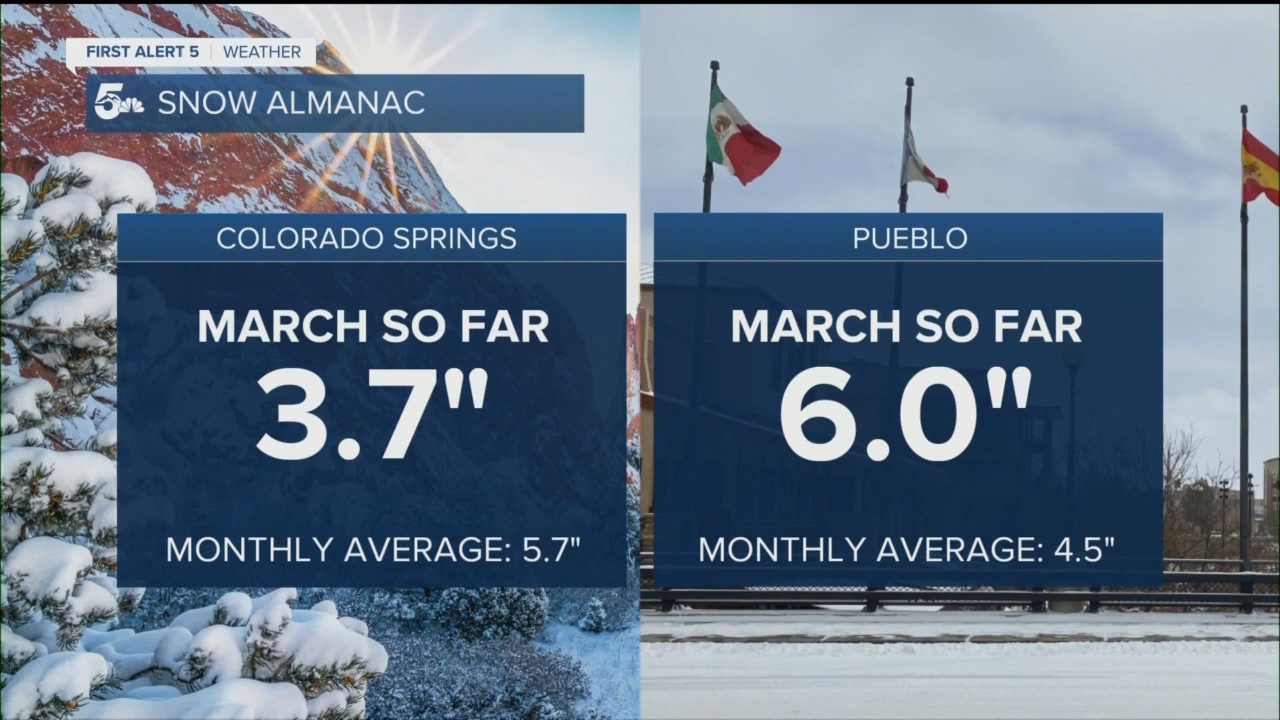 FIRST ALERT 5 | WEATHER
5 SNOW ALMANAC
COLORADO SPRINGS
MARCH SO FAR
3.7"
MONTHLY AVERAGE: 5.7"
PUEBLO
MARCH SO FAR
6.0"
MONTHLY AVERAGE: 4.5"